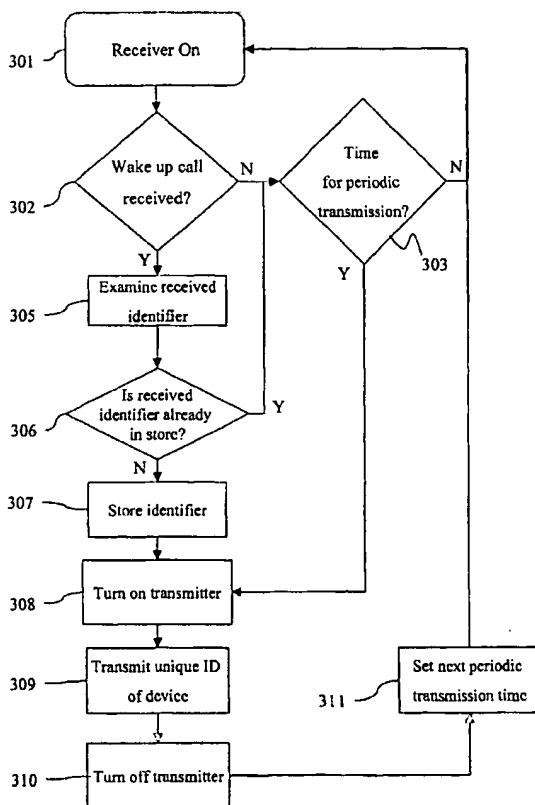 301
Receiver On
302
Wake up call
received?
N
Y
Time
for periodic
transmission?
N
303
Y
305
Examine received
identifier
306
Is received
identifier already
in store?
Y
N
307
Store identifier
308
Turn on transmitter
309
Transmit unique ID
of device
311
Set next periodic
transmission time
310
Turn off transmitter